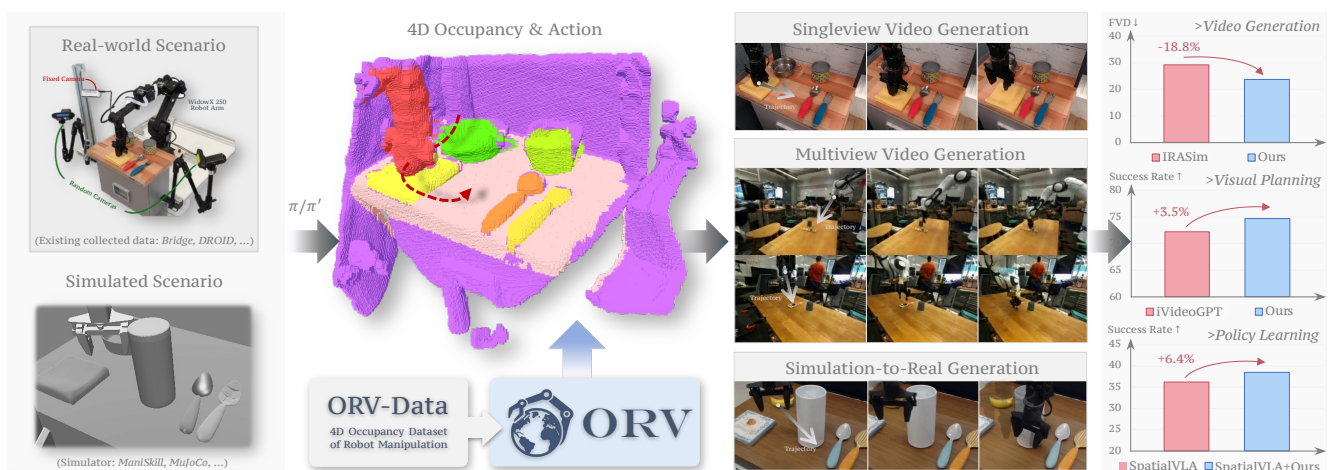 Real-world Scenario
Fixed Camera
WidowX 250
Robot Arm
Random Cameras
(Existing collected data: Bridge, DROID, ...)
Simulated Scenario
(Simulator: ManiSkill, MuJoCo, ...)
π/π′
4D Occupancy & Action
ORV-Data
4D Occupancy Dataset
of Robot Manipulation
ORV
Singleview Video Generation
Trajectory
Multiview Video Generation
Trajectory
Trajectory
Simulation-to-Real Generation
Trajectory
FVD ↓
>Video Generation
40
30
26
20
10
0
-18.8%
IRASim
Ours
Success Rate ↑
>Visual Planning
80
75
70
65
60
+3.5%
iVideoGPT
Ours
Success Rate ↑
>Policy Learning
45
40
35
30
25
20
+6.4%
SpatialVLA
SpatialVLA+Ours